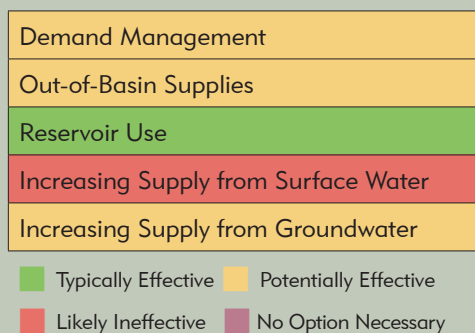 Demand Management
Out-of-Basin Supplies
Reservoir Use
Increasing Supply from Surface Water
Increasing Supply from Groundwater
Typically Effective Potentially Effective
Likely Ineffective No Option Necessary